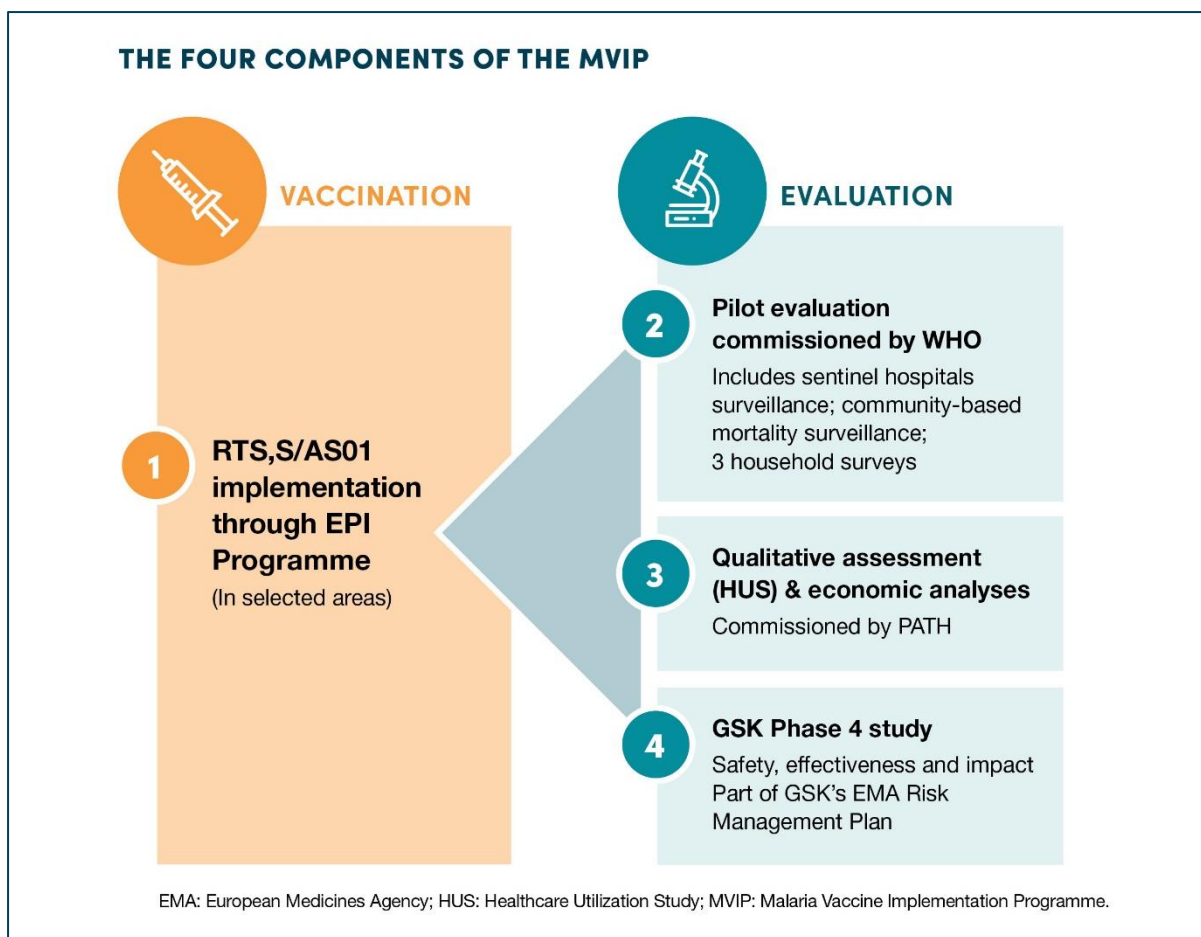 THE FOUR COMPONENTS OF THE MVIP
VACCINATION
1
RTS,S/AS01
implementation
through EPI
Programme
(In selected areas)
EVALUATION
2
Pilot evaluation
commissioned by WHO
Includes sentinel hospitals
surveillance; community-based
mortality surveillance;
3 household surveys
3
Qualitative assessment
(HUS) & economic analyses
Commissioned by PATH
4
GSK Phase 4 study
Safety, effectiveness and impact
Part of GSK's EMA Risk
Management Plan
EMA: European Medicines Agency; HUS: Healthcare Utilization Study; MVIP: Malaria Vaccine Implementation Programme.